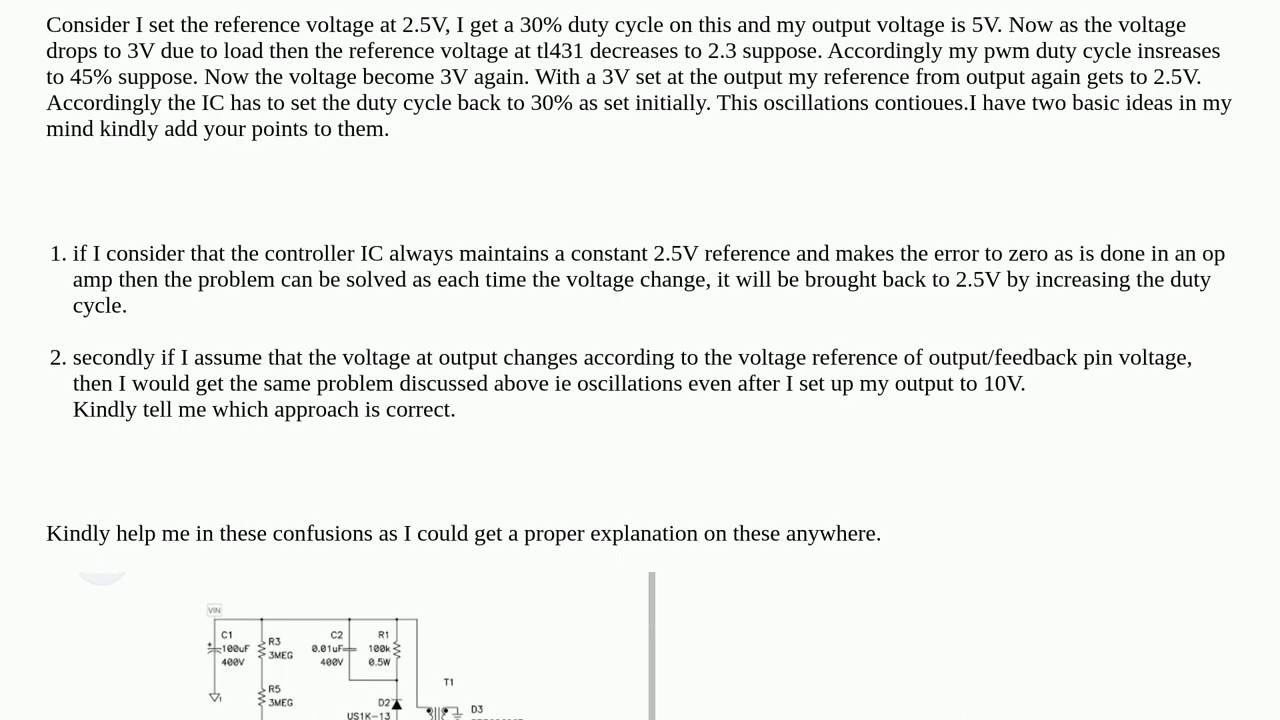 Consider I set the reference voltage at 2.5V, I get a 30% duty cycle on this and my output voltage is 5V. Now as the voltage
drops to 3V due to load then the reference voltage at tl431 decreases to 2.3 suppose. Accordingly my pwm duty cycle insreases
to 45% suppose. Now the voltage become 3V again. With a 3V set at the output my reference from output again gets to 2.5V.
Accordingly the IC has to set the duty cycle back to 30% as set initially. This oscillations contioues.I have two basic ideas in my
mind kindly add your points to them.
1. if I consider that the controller IC always maintains a constant 2.5V reference and makes the error to zero as is done in an op
amp then the problem can be solved as each time the voltage change, it will be brought back to 2.5V by increasing the duty
cycle.
2. secondly if I assume that the voltage at output changes according to the voltage reference of output/feedback pin voltage,
then I would get the same problem discussed above ie oscillations even after I set up my output to 10V.
Kindly tell me which approach is correct.
Kindly help me in these confusions as I could get a proper explanation on these anywhere.
VIN
C1
100uF
400V
R3
3MEG
C2
0.01uF
400V
R1
100k
0.5W
R5
3MEG
D2
US1K-13
T1
D3